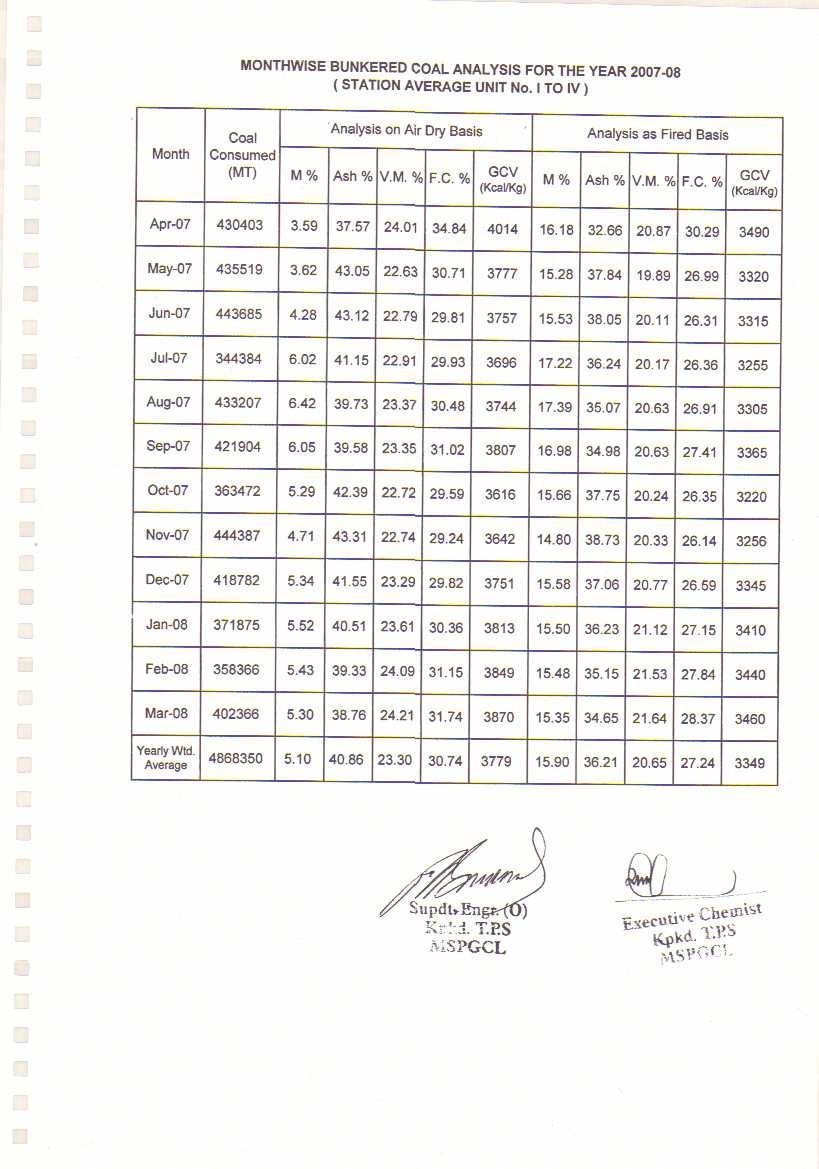 MONTHWISE BUNKERED COAL ANALYSIS FOR THE YEAR 2007-08
( STATION AVERAGE UNIT No. I TO IV )
Month Coal Consumed (MT) Analysis on Air Dry Basis Analysis as Fired Basis
M % Ash % V.M. % F.C. % GCV (Kcal/Kg) M % Ash % V.M. % F.C. % GCV (Kcal/Kg)
Apr-07 430403 3.59 37.57 24.01 34.84 4014 16.18 32.66 20.87 30.29 3490
May-07 435519 3.62 43.05 22.63 30.71 3777 15.28 37.84 19.89 26.99 3320
Jun-07 443685 4.28 43.12 22.79 29.81 3757 15.53 38.05 20.11 26.31 3315
Jul-07 344384 6.02 41.15 22.91 29.93 3696 17.22 36.24 20.17 26.36 3255
Aug-07 433207 6.42 39.73 23.37 30.48 3744 17.39 35.07 20.63 26.91 3305
Sep-07 421904 6.05 39.58 23.35 31.02 3807 16.98 34.98 20.63 27.41 3365
Oct-07 363472 5.29 42.39 22.72 29.59 3616 15.66 37.75 20.24 26.35 3220
Nov-07 444387 4.71 43.31 22.74 29.24 3642 14.80 38.73 20.33 26.14 3256
Dec-07 418782 5.34 41.55 23.29 29.82 3751 15.58 37.06 20.77 26.59 3345
Jan-08 371875 5.52 40.51 23.61 30.36 3813 15.50 36.23 21.12 27.15 3410
Feb-08 358366 5.43 39.33 24.09 31.15 3849 15.48 35.15 21.53 27.84 3440
Mar-08 402366 5.30 38.76 24.21 31.74 3870 15.35 34.65 21.64 28.37 3460
Yearly Wtd. Average 4868350 5.10 40.86 23.30 30.74 3779 15.90 36.21 20.65 27.24 3349
Supdt. Engr. (O)
Kpkd. T.P.S
MSPGCL
Executive Chemist
Kpkd. T.P.S
MSPGCL